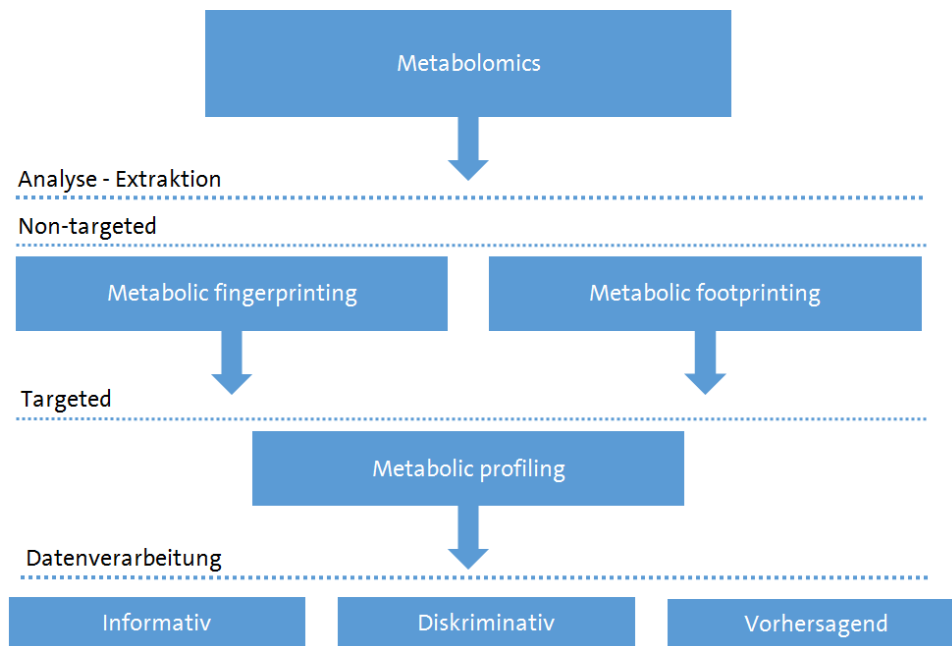 Metabolomics
Analyse - Extraktion
Non-targeted
Metabolic fingerprinting
Metabolic footprinting
Targeted
Metabolic profiling
Datenverarbeitung
Informativ
Diskriminativ
Vorhersagend